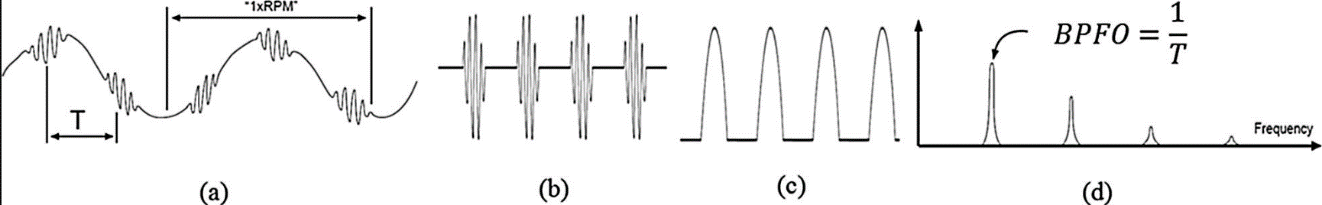 "1xRPM"
T
(a)
(b)
(c)
BPFO = 1/T
Frequency
(d)